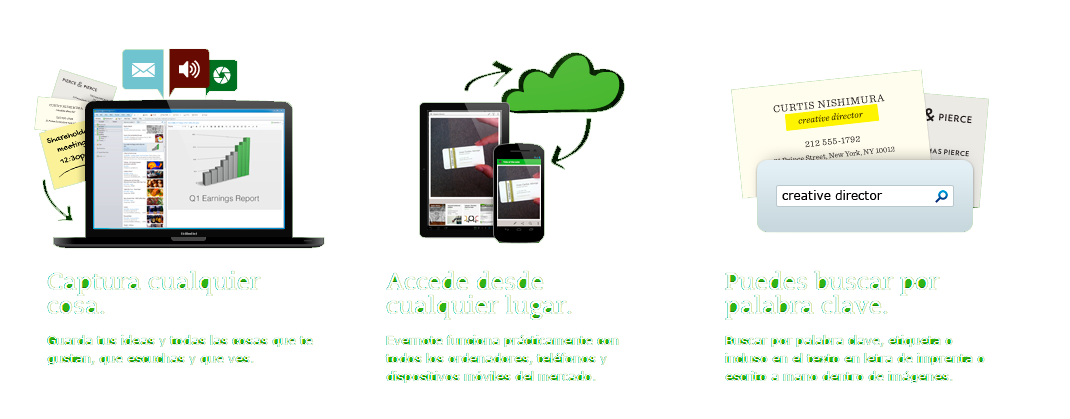 PIERCE & PIERCE
CURTIS NISHIMURA
Shareholder
meeting
12:30p
Q1 Earnings Report
CURTIS NISHIMURA
creative director
212 555-1792
Prince Street, New York, NY 10012
& PIERCE
PIERCE
creative director
Captura cualquier
cosa.
Guarda tus ideas y todas las cosas que te
gustan, que escuchas y que ves.
Accede desde
cualquier lugar.
Evernote funciona prácticamente con
todos los ordenadores, teléfonos y
dispositivos móviles del mercado.
Puedes buscar por
palabra clave.
Buscar por palabra clave, etiqueta o
incluso en el texto en letra de imprenta o
escrito a mano dentro de imágenes.